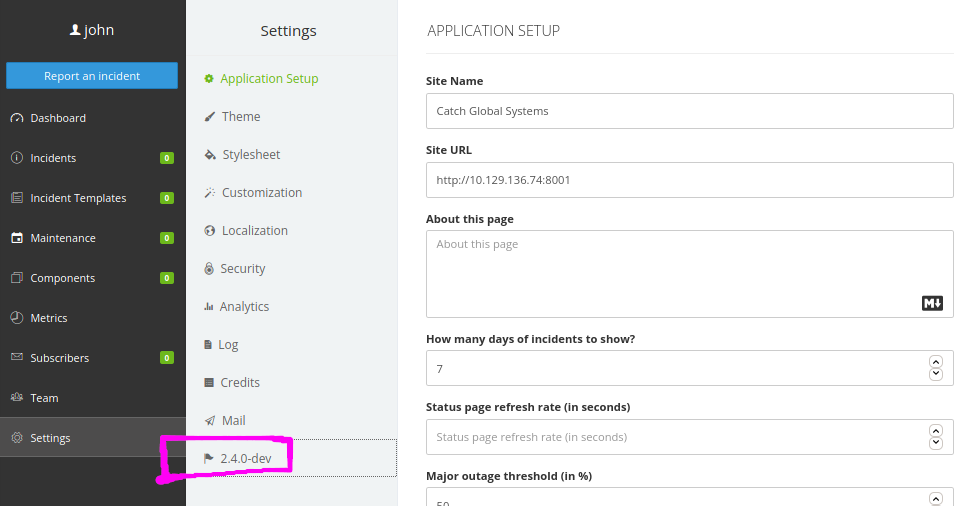 john
Report an incident
Dashboard
Incidents 0
Incident Templates 0
Maintenance 0
Components 0
Metrics
Subscribers 0
Team
Settings
Settings
Application Setup
Theme
Stylesheet
Customization
Localization
Security
Analytics
Log
Credits
Mail
2.4.0-dev
APPLICATION SETUP
Site Name
Catch Global Systems
Site URL
http://10.129.136.74:8001
About this page
About this page
M
How many days of incidents to show?
7
Status page refresh rate (in seconds)
Status page refresh rate (in seconds)
Major outage threshold (in %)
50